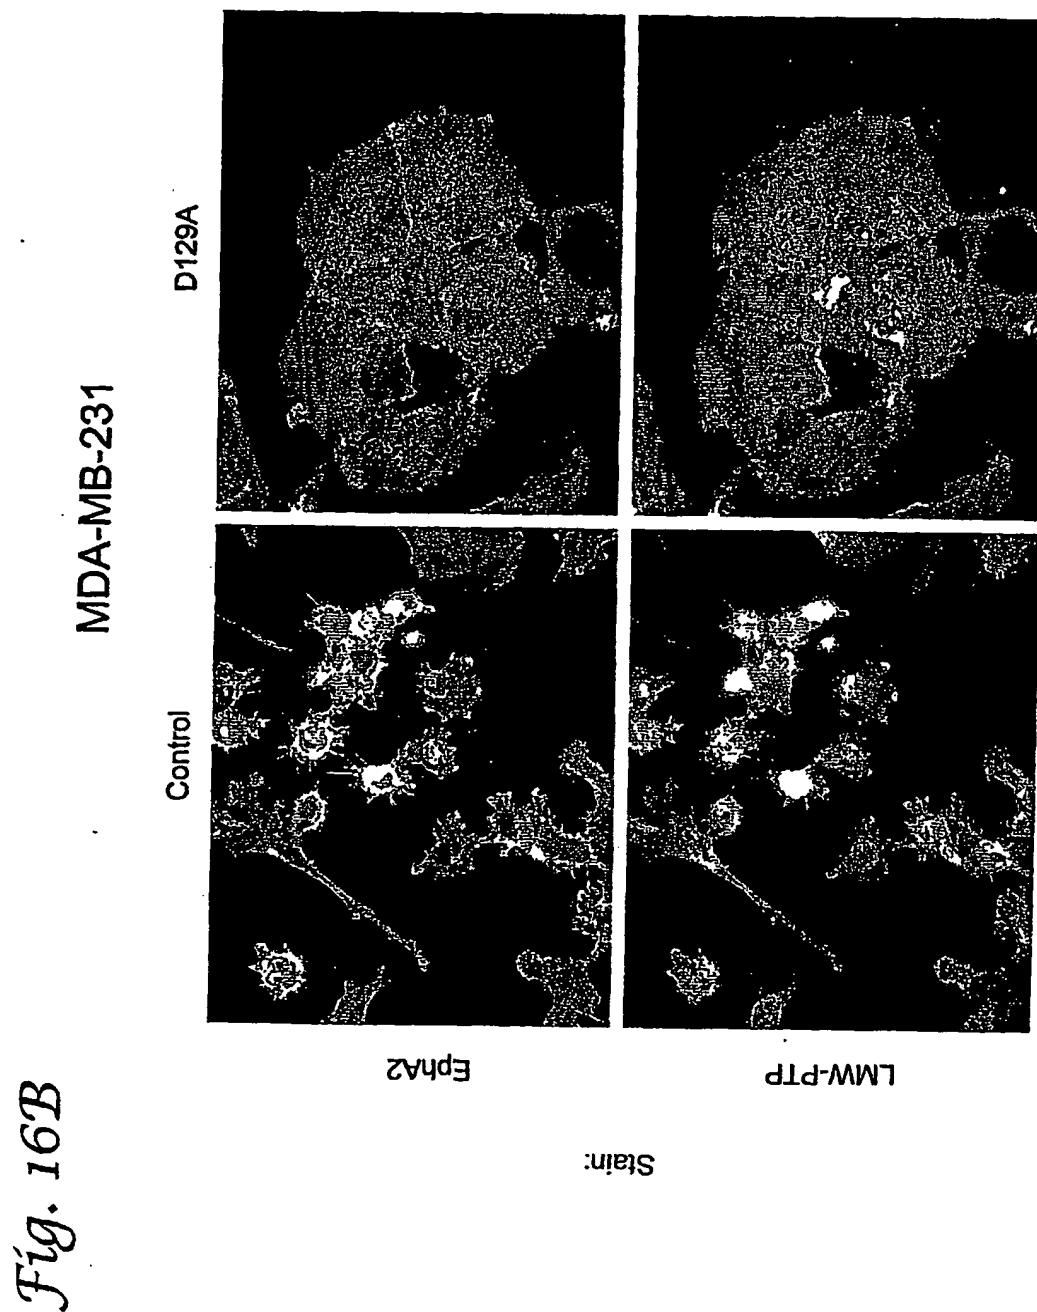 Fig. 16B
MDA-MB-231
Control
D129A
Stain:
EphA2
LMW-PTP